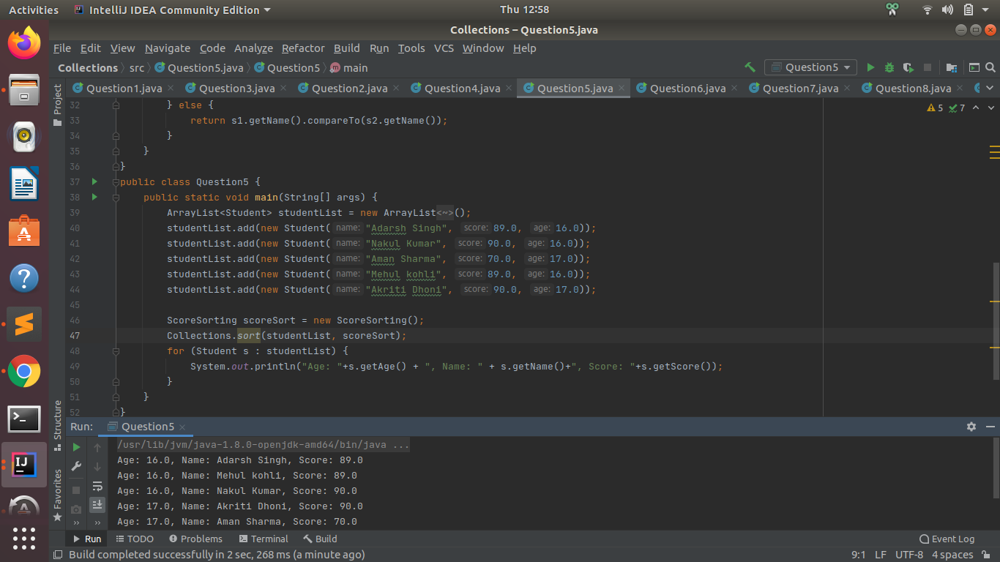 Activities IntelliJ IDEA Community Edition Thu 12:58
Collections – Question5.java
File Edit View Navigate Code Analyze Refactor Build Run Tools VCS Window Help
Collections src Question5.java Question5 main Question5
Project
Question1.java Question3.java Question2.java Question4.java Question5.java Question6.java Question7.java Question8.java
5 7
32 } else {
33 return s1.getName().compareTo(s2.getName());
34 }
35 }
36 }
37 public class Question5 {
38 public static void main(String[] args) {
39 ArrayList<Student> studentList = new ArrayList<~>();
40 studentList.add(new Student( name: "Adarsh Singh", score: 89.0, age: 16.0));
41 studentList.add(new Student( name: "Nakul Kumar", score: 90.0, age: 16.0));
42 studentList.add(new Student( name: "Aman Sharma", score: 70.0, age: 17.0));
43 studentList.add(new Student( name: "Mehul kohli", score: 89.0, age: 16.0));
44 studentList.add(new Student( name: "Akriti Dhoni", score: 90.0, age: 17.0));
45
46 ScoreSorting scoreSort = new ScoreSorting();
47 Collections.sort(studentList, scoreSort);
48 for (Student s : studentList) {
49 System.out.println("Age: "+s.getAge() + ", Name: " + s.getName()+", Score: "+s.getScore());
50 }
51 }
52 }
Structure
Favorites
Run: Question5
/usr/lib/jvm/java-1.8.0-openjdk-amd64/bin/java ...
Age: 16.0, Name: Adarsh Singh, Score: 89.0
Age: 16.0, Name: Mehul kohli, Score: 89.0
Age: 16.0, Name: Nakul Kumar, Score: 90.0
Age: 17.0, Name: Akriti Dhoni, Score: 90.0
Age: 17.0, Name: Aman Sharma, Score: 70.0
Run TODO Problems Terminal Build Event Log
Build completed successfully in 2 sec, 268 ms (a minute ago) 9:1 LF UTF-8 4 spaces